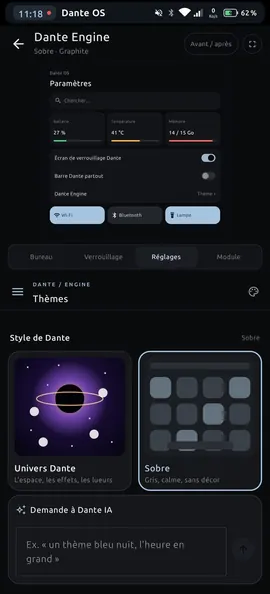 11:18 Dante OS 0 62 %
Dante Engine
Sobre · Graphite
Avant / après
Dante OS
Paramètres
Chercher...
Batterie Température Mémoire
27 % 41 °C 14 / 15 Go
Écran de verrouillage Dante
Barre Dante partout
Dante Engine Thème ›
Wi-Fi Bluetooth Lampe
Bureau Verrouillage Réglages Module
DANTE / ENGINE
Thèmes
Style de Dante Sobre
Univers Dante
L'espace, les effets, les lueurs
Sobre
Gris, calme, sans décor
Demande à Dante IA
Ex. « un thème bleu nuit, l'heure en
grand »